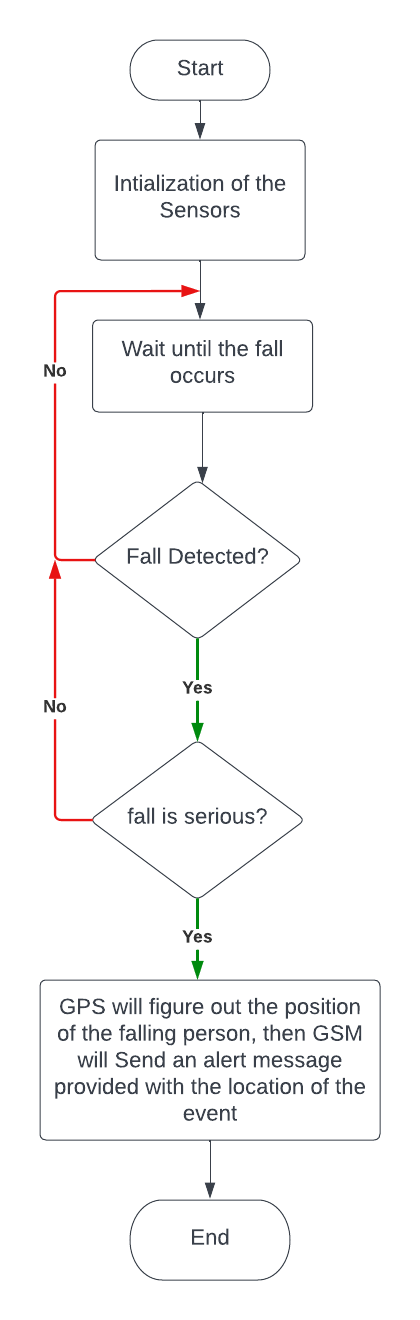 Start
Intialization of the
Sensors
Wait until the fall
occurs
No
Fall Detected?
Yes
No
fall is serious?
Yes
GPS will figure out the position
of the falling person, then GSM
will Send an alert message
provided with the location of the
event
End